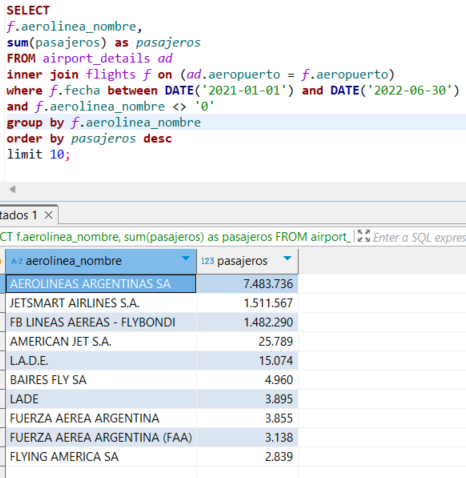 SELECT
f.aerolinea_nombre,
sum(pasajeros) as pasajeros
FROM airport_details ad
inner join flights f on (ad.aeropuerto = f.aeropuerto)
where f.fecha between DATE('2021-01-01') and DATE('2022-06-30')
and f.aerolinea_nombre <> '0'
group by f.aerolinea_nombre
order by pasajeros desc
limit 10;
tados 1
CT f.aerolinea_nombre, sum(pasajeros) as pasajeros FROM airport_ Enter a SQL expres
A-Z aerolinea_nombre 123 pasajeros
AEROLINEAS ARGENTINAS SA 7.483.736
JETSMART AIRLINES S.A. 1.511.567
FB LINEAS AEREAS - FLYBONDI 1.482.290
AMERICAN JET S.A. 25.789
L.A.D.E. 15.074
BAIRES FLY SA 4.960
LADE 3.895
FUERZA AEREA ARGENTINA 3.855
FUERZA AEREA ARGENTINA (FAA) 3.138
FLYING AMERICA SA 2.839